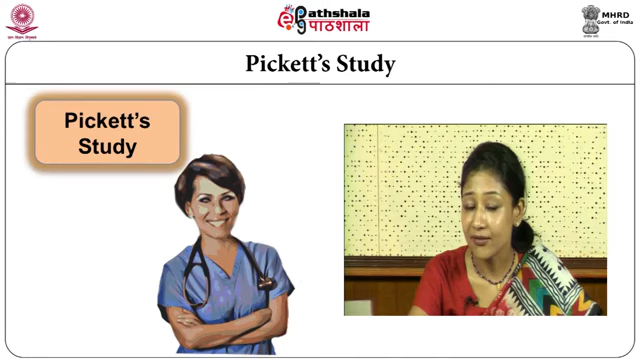 Pathshala
पाठशाला
MHRD
Govt. of India
Pickett's Study
Pickett's
Study